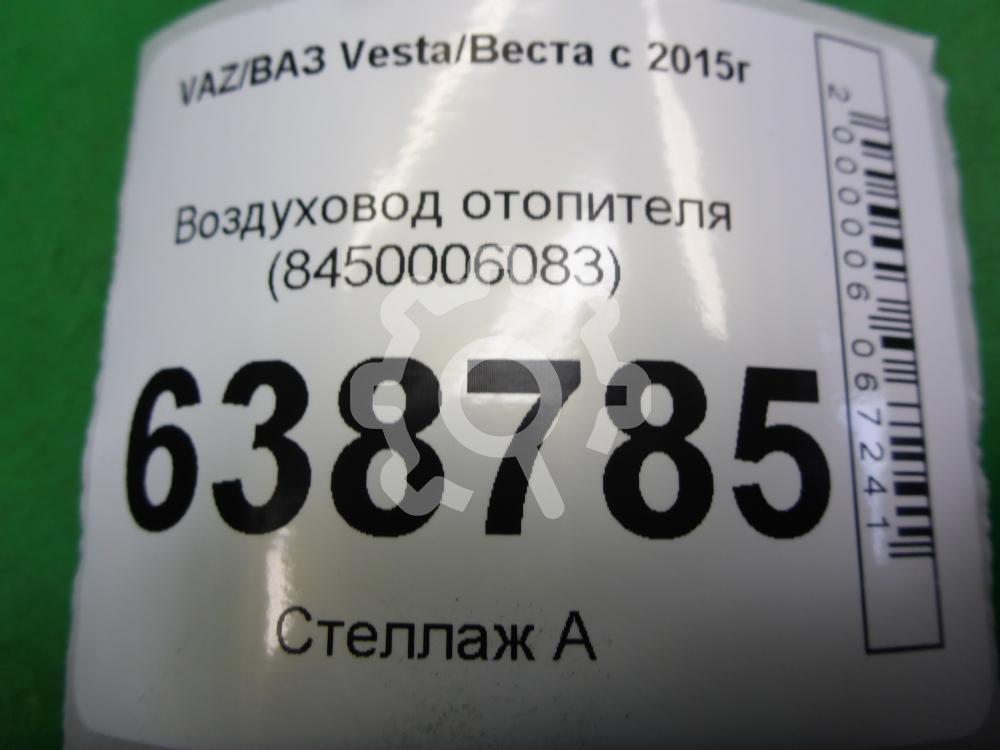 VAZ/ВАЗ Vesta/Веста с 2015г
Воздуховод отопителя
(8450006083)
638785
Стеллаж А
2000006067241